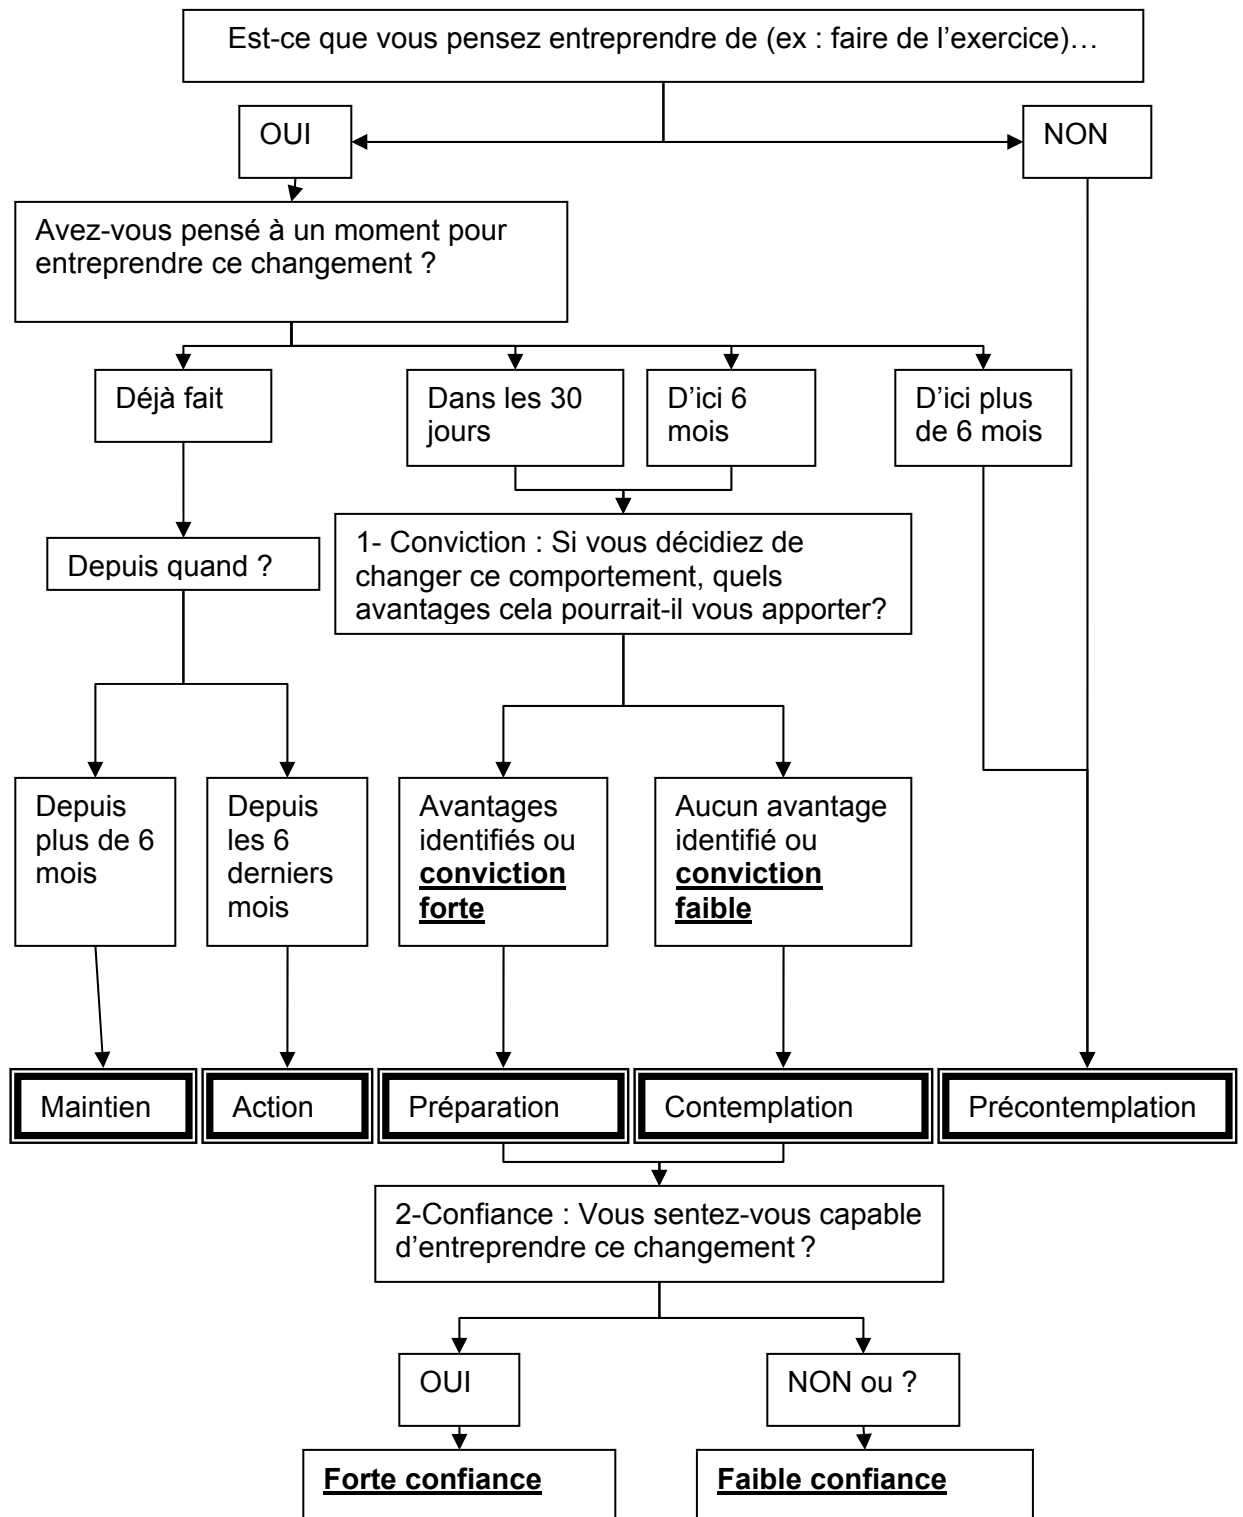 Est-ce que vous pensez entreprendre de (ex : faire de l’exercice)…
OUI
NON
Avez-vous pensé à un moment pour
entreprendre ce changement ?
Déjà fait
Dans les 30
jours
D’ici 6
mois
D’ici plus
de 6 mois
Depuis quand ?
1- Conviction : Si vous décidiez de
changer ce comportement, quels
avantages cela pourrait-il vous apporter?
Depuis
plus de 6
mois
Depuis
les 6
derniers
mois
Avantages
identifiés ou
conviction
forte
Aucun avantage
identifié ou
conviction
faible
Maintien
Action
Préparation
Contemplation
Précontemplation
2-Confiance : Vous sentez-vous capable
d’entreprendre ce changement ?
OUI
NON ou ?
Forte confiance
Faible confiance